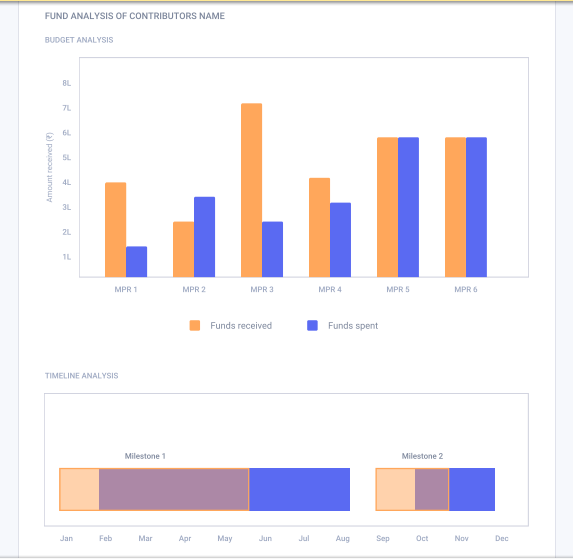 FUND ANALYSIS OF CONTRIBUTORS NAME
BUDGET ANALYSIS
Amount received (₹)
8L
7L
6L
5L
4L
3L
2L
1L
MPR 1 MPR 2 MPR 3 MPR 4 MPR 5 MPR 6
Funds received Funds spent
TIMELINE ANALYSIS
Milestone 1 Milestone 2
Jan Feb Mar Apr May Jun Jul Aug Sep Oct Nov Dec